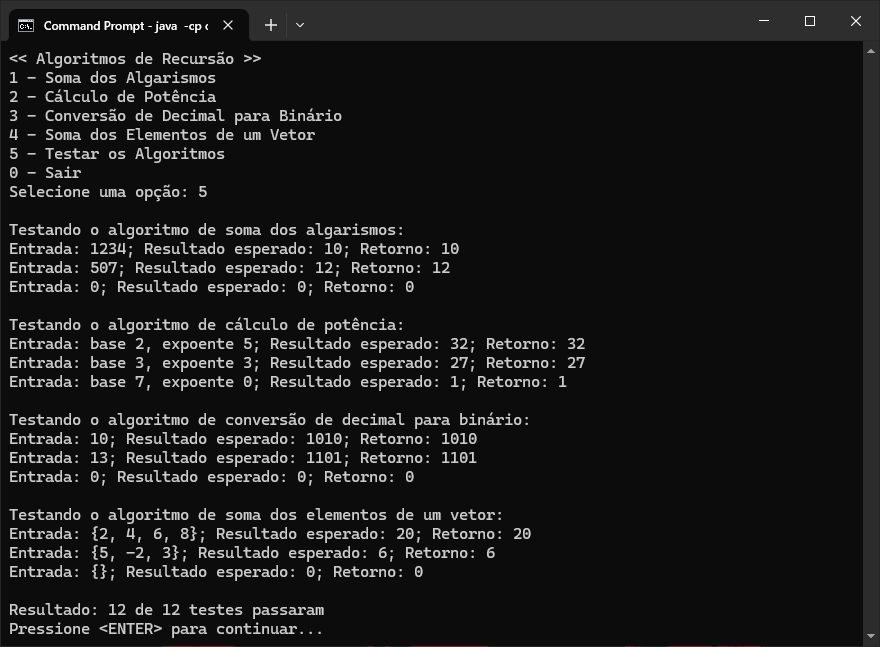 Command Prompt - java -cp c
<< Algoritmos de Recursão >>
1 - Soma dos Algarismos
2 - Cálculo de Potência
3 - Conversão de Decimal para Binário
4 - Soma dos Elementos de um Vetor
5 - Testar os Algoritmos
0 - Sair
Selecione uma opção: 5
Testando o algoritmo de soma dos algarismos:
Entrada: 1234; Resultado esperado: 10; Retorno: 10
Entrada: 507; Resultado esperado: 12; Retorno: 12
Entrada: 0; Resultado esperado: 0; Retorno: 0
Testando o algoritmo de cálculo de potência:
Entrada: base 2, expoente 5; Resultado esperado: 32; Retorno: 32
Entrada: base 3, expoente 3; Resultado esperado: 27; Retorno: 27
Entrada: base 7, expoente 0; Resultado esperado: 1; Retorno: 1
Testando o algoritmo de conversão de decimal para binário:
Entrada: 10; Resultado esperado: 1010; Retorno: 1010
Entrada: 13; Resultado esperado: 1101; Retorno: 1101
Entrada: 0; Resultado esperado: 0; Retorno: 0
Testando o algoritmo de soma dos elementos de um vetor:
Entrada: {2, 4, 6, 8}; Resultado esperado: 20; Retorno: 20
Entrada: {5, -2, 3}; Resultado esperado: 6; Retorno: 6
Entrada: {}; Resultado esperado: 0; Retorno: 0
Resultado: 12 de 12 testes passaram
Pressione <ENTER> para continuar...